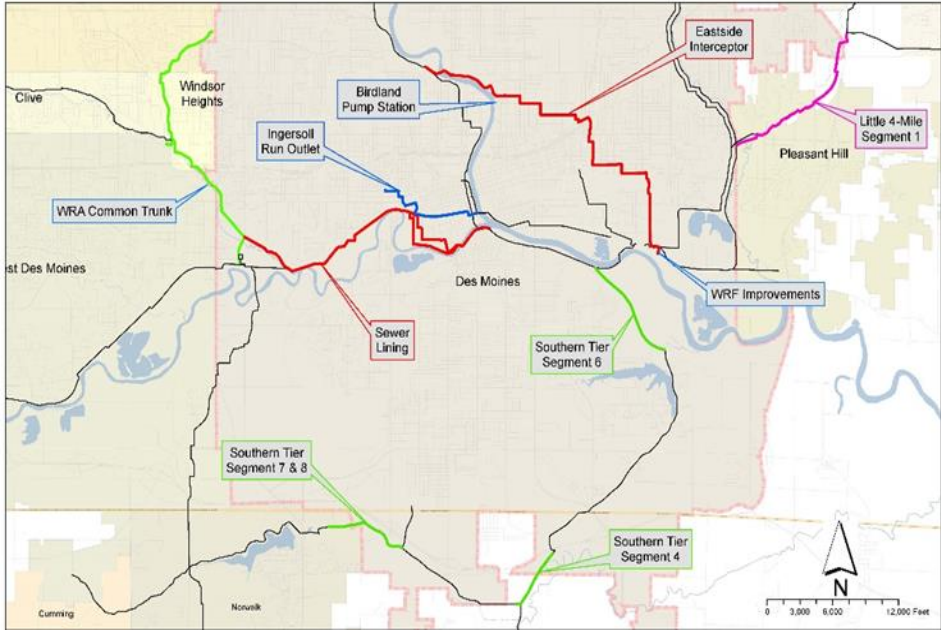 Eastside
Interceptor
Windsor
Heights
Clive
Birdland
Pump Station
Little 4-Mile
Segment 1
Ingersoll
Run Outlet
Pleasant Hill
WRA Common Trunk
est Des Moines
Des Moines
WRF Improvements
Sewer
Lining
Southern Tier
Segment 6
Southern Tier
Segment 7 & 8
Southern Tier
Segment 4
N
Cumming
Norwalk
0 3,000 6,000 12,000 Feet